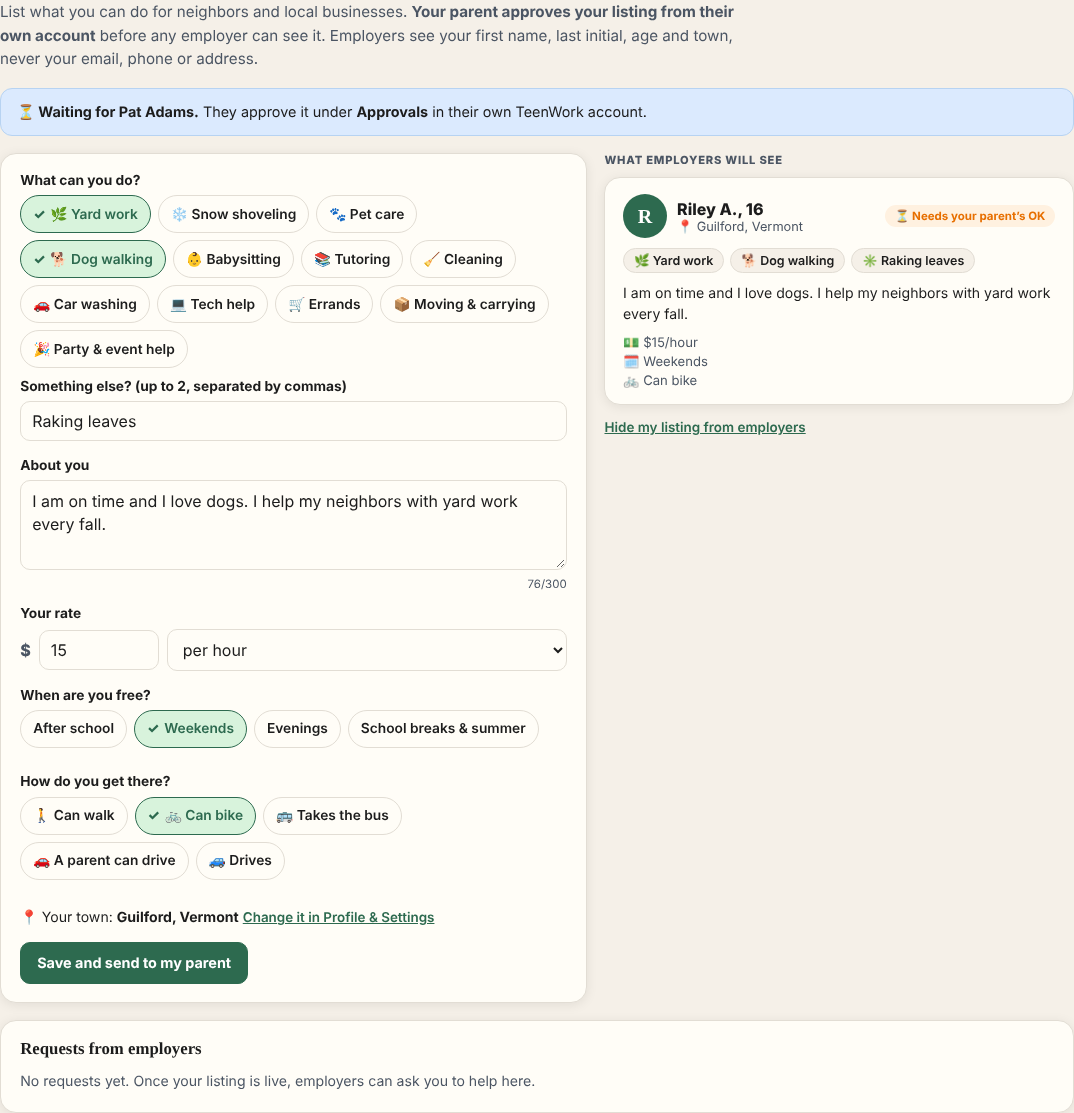 List what you can do for neighbors and local businesses. Your parent approves your listing from their
own account before any employer can see it. Employers see your first name, last initial, age and town,
never your email, phone or address.
⏳ Waiting for Pat Adams. They approve it under Approvals in their own TeenWork account.
What can you do?
✓ 🌿 Yard work ❄️ Snow shoveling 🐾 Pet care
✓ 🐕 Dog walking 👶 Babysitting 📚 Tutoring 🧹 Cleaning
🚗 Car washing 💻 Tech help 🛒 Errands 📦 Moving & carrying
🎉 Party & event help
Something else? (up to 2, separated by commas)
Raking leaves
About you
I am on time and I love dogs. I help my neighbors with yard work
every fall.
76/300
Your rate
$ 15 per hour
When are you free?
After school ✓ Weekends Evenings School breaks & summer
How do you get there?
🚶 Can walk ✓ 🚲 Can bike 🚌 Takes the bus
🚗 A parent can drive 🚙 Drives
📍 Your town: Guilford, Vermont Change it in Profile & Settings
Save and send to my parent
WHAT EMPLOYERS WILL SEE
R
Riley A., 16
📍 Guilford, Vermont
⏳ Needs your parent's OK
🌿 Yard work 🐕 Dog walking ✳️ Raking leaves
I am on time and I love dogs. I help my neighbors with yard work
every fall.
💵 $15/hour
🗓️ Weekends
🚲 Can bike
Hide my listing from employers
Requests from employers
No requests yet. Once your listing is live, employers can ask you to help here.